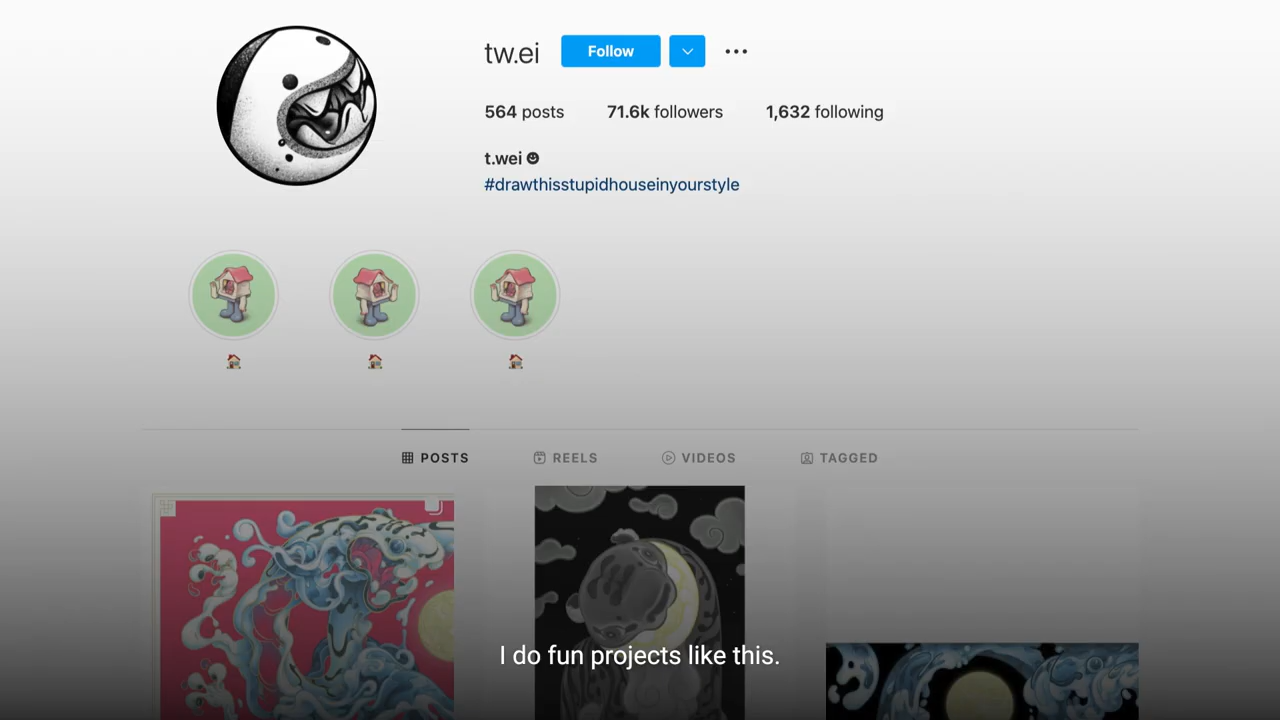 tw.ei Follow
564 posts 71.6k followers 1,632 following
t.wei
#drawthisstupidhouseinyourstyle
POSTS REELS VIDEOS TAGGED
I do fun projects like this.